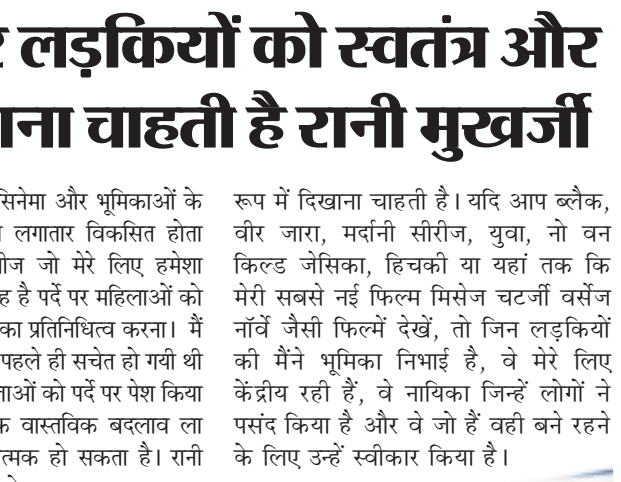 लड़कियों को स्वतंत्र और
चाहती है रानी मुखर्जी
सिनेमा और भूमिकाओं के
लगातार विकसित होता
जो मेरे लिए हमेशा
है पर्दे पर महिलाओं को
का प्रतिनिधित्व करना। मैं
पहले ही सचेत हो गयी थी
को पर्दे पर पेश किया
वास्तविक बदलाव ला
हो सकता है। रानी
रूप में दिखाना चाहती है। यदि आप ब्लैक,
वीर जारा, मर्दानी सीरीज, युवा, नो वन
किल्ड जेसिका, हिचकी या यहां तक कि
मेरी सबसे नई फिल्म मिसेज चटर्जी वर्सेज
नॉर्वे जैसी फिल्में देखें, तो जिन लड़कियों
की मैंने भूमिका निभाई है, वे मेरे लिए
केंद्रीय रही हैं, वे नायिका जिन्हें लोगों ने
पसंद किया है और वे जो हैं वही बने रहने
के लिए उन्हें स्वीकार किया है।